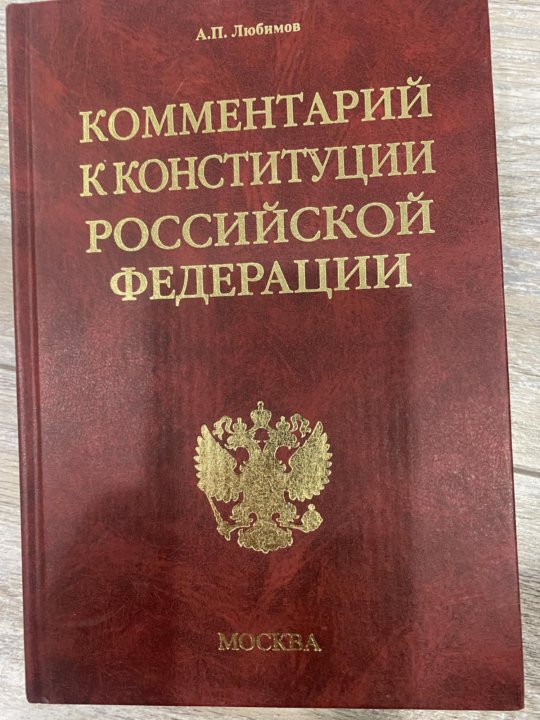 А.П. Любимов
КОММЕНТАРИЙ
К КОНСТИТУЦИИ
РОССИЙСКОЙ
ФЕДЕРАЦИИ
МОСКВА